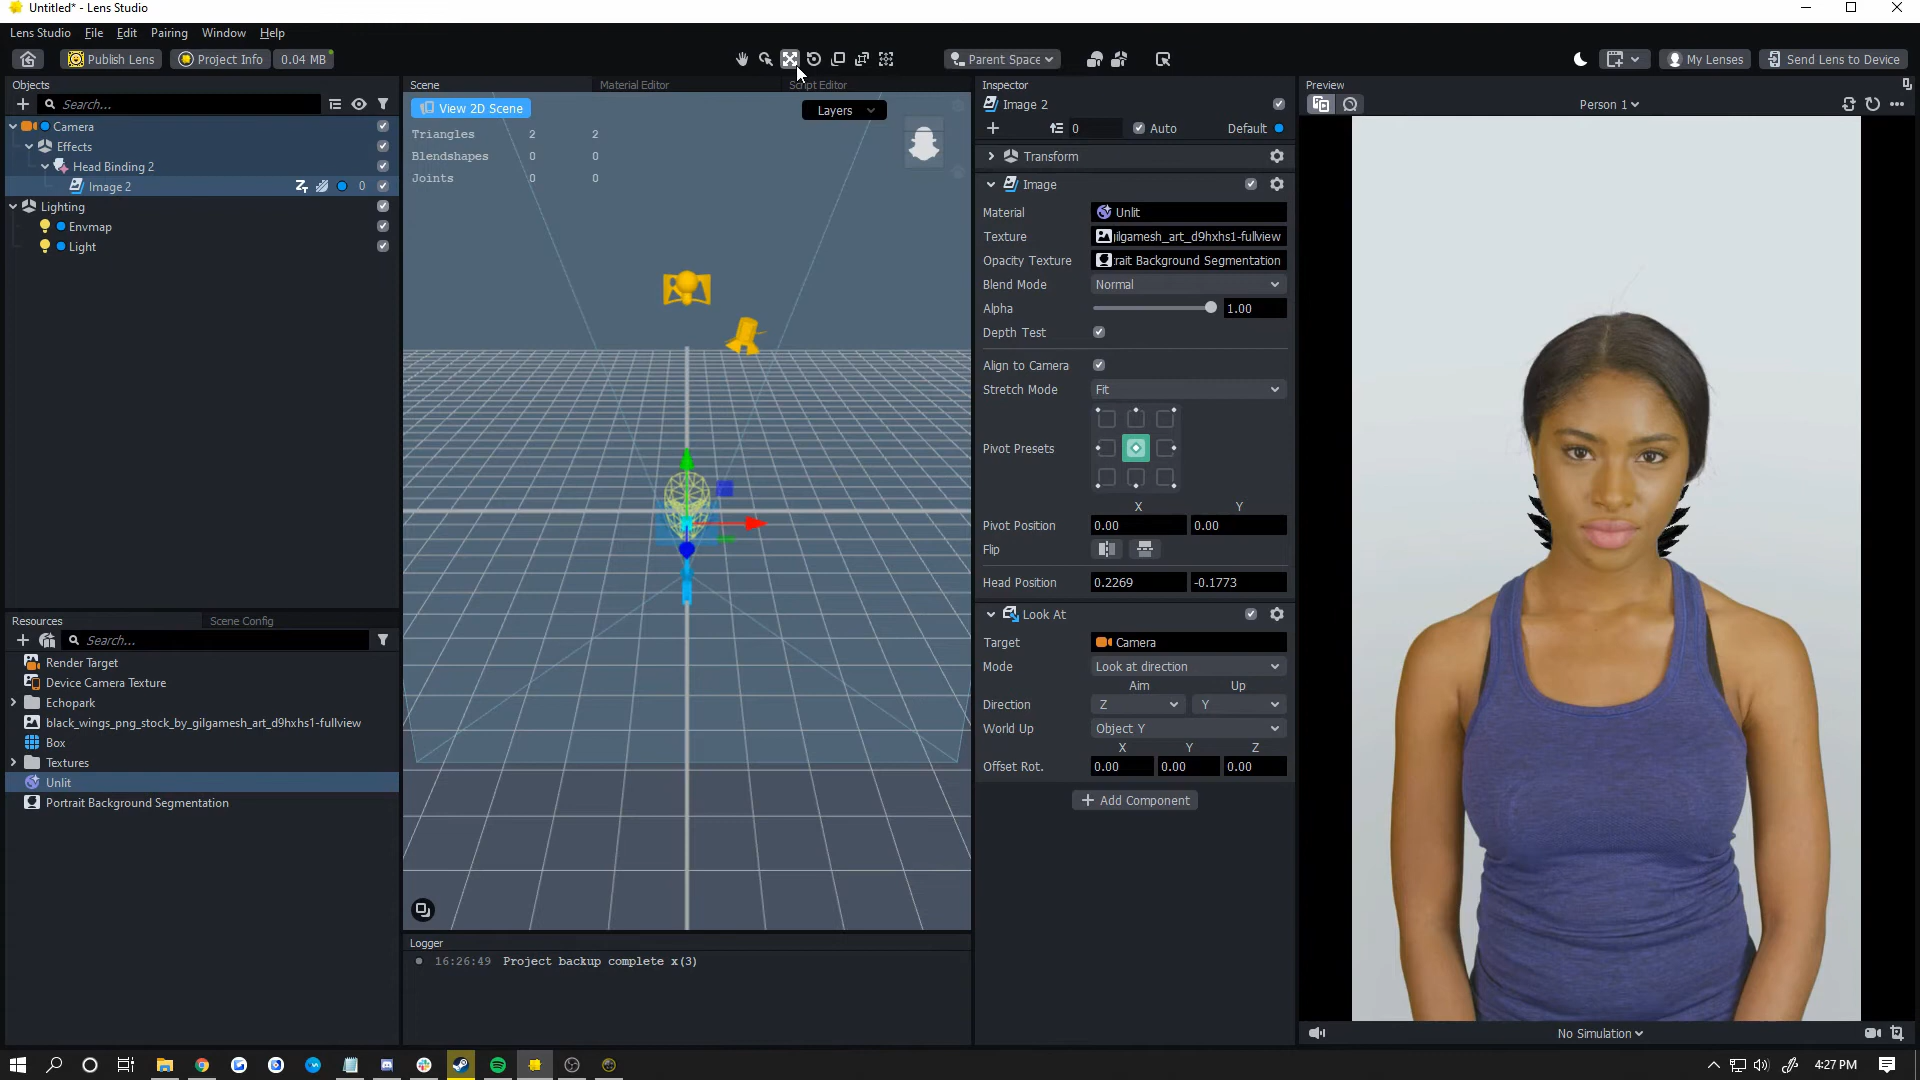 Untitled* - Lens Studio
Lens Studio File Edit Pairing Window Help
Publish Lens Project Info 0.04 MB Parent Space My Lenses Send Lens to Device
Objects
Search...
Camera
Effects
Head Binding 2
Image 2 0
Lighting
Envmap
Light
Resources Scene Config
Search...
Render Target
Device Camera Texture
Echopark
black_wings_png_stock_by_gilgamesh_art_d9hxhs1-fullview
Box
Textures
Unlit
Portrait Background Segmentation
Scene Material Editor Script Editor
View 2D Scene Layers
Triangles 2 2
Blendshapes 0 0
Joints 0 0
Logger
16:26:49 Project backup complete x(3)
Inspector
Image 2
0 Auto Default
Transform
Image
Material Unlit
Texture ilgamesh_art_d9hxhs1-fullview
Opacity Texture rait Background Segmentation
Blend Mode Normal
Alpha 1.00
Depth Test
Align to Camera
Stretch Mode Fit
Pivot Presets
X Y
Pivot Position 0.00 0.00
Flip
Head Position 0.2269 -0.1773
Look At
Target Camera
Mode Look at direction
Aim Up
Direction Z Y
World Up Object Y
X Y Z
Offset Rot. 0.00 0.00 0.00
Add Component
Preview
Person 1
No Simulation
4:27 PM